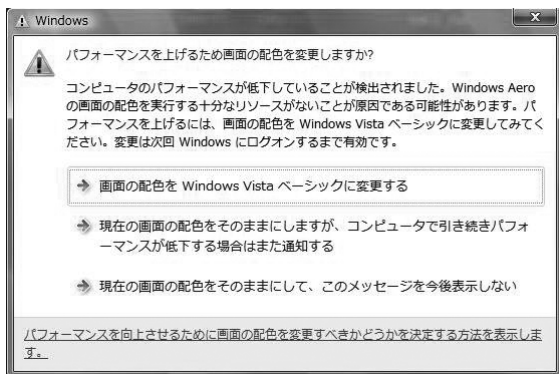 Windows
パフォーマンスを上げるため画面の配色を変更しますか?
コンピュータのパフォーマンスが低下していることが検出されました。Windows Aero
の画面の配色を実行する十分なリソースがないことが原因である可能性があります。パ
フォーマンスを上げるには、画面の配色を Windows Vista ベーシックに変更してみてく
ださい。変更は次回 Windows にログオンするまで有効です。
画面の配色を Windows Vista ベーシックに変更する
現在の画面の配色をそのままにしますが、コンピュータで引き続きパフォ
ーマンスが低下する場合はまた通知する
現在の画面の配色をそのままにして、このメッセージを今後表示しない
パフォーマンスを向上させるために画面の配色を変更すべきかどうかを決定する方法を表示しま
す。